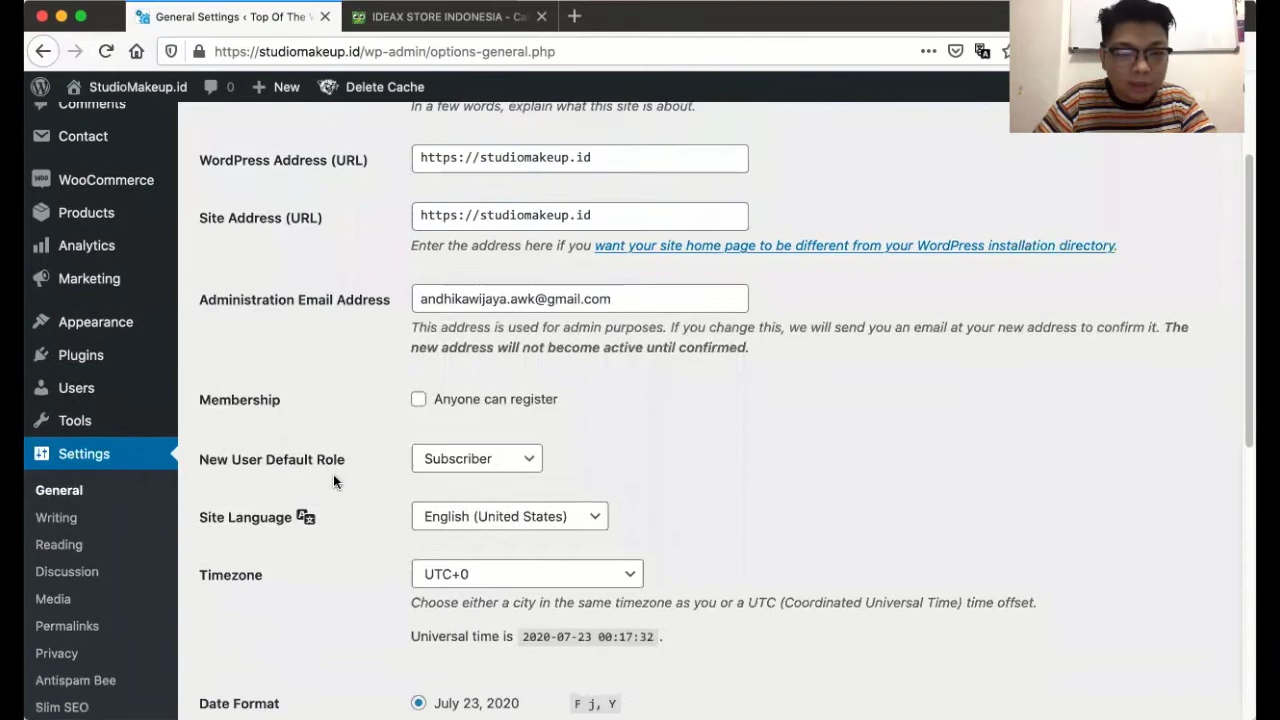 General Settings ‹ Top Of The
IDEAX STORE INDONESIA - Ca
https://studiomakeup.id/wp-admin/options-general.php
StudioMakeup.id
0
New
Delete Cache
Comments
Contact
WooCommerce
Products
Analytics
Marketing
Appearance
Plugins
Users
Tools
Settings
General
Writing
Reading
Discussion
Media
Permalinks
Privacy
Antispam Bee
Slim SEO
In a few words, explain what this site is about.
WordPress Address (URL)
https://studiomakeup.id
Site Address (URL)
https://studiomakeup.id
Enter the address here if you want your site home page to be different from your WordPress installation directory.
Administration Email Address
andhikawijaya.awk@gmail.com
This address is used for admin purposes. If you change this, we will send you an email at your new address to confirm it. The
new address will not become active until confirmed.
Membership
Anyone can register
New User Default Role
Subscriber
Site Language
English (United States)
Timezone
UTC+0
Choose either a city in the same timezone as you or a UTC (Coordinated Universal Time) time offset.
Universal time is 2020-07-23 00:17:32 .
Date Format
July 23, 2020
F j, Y